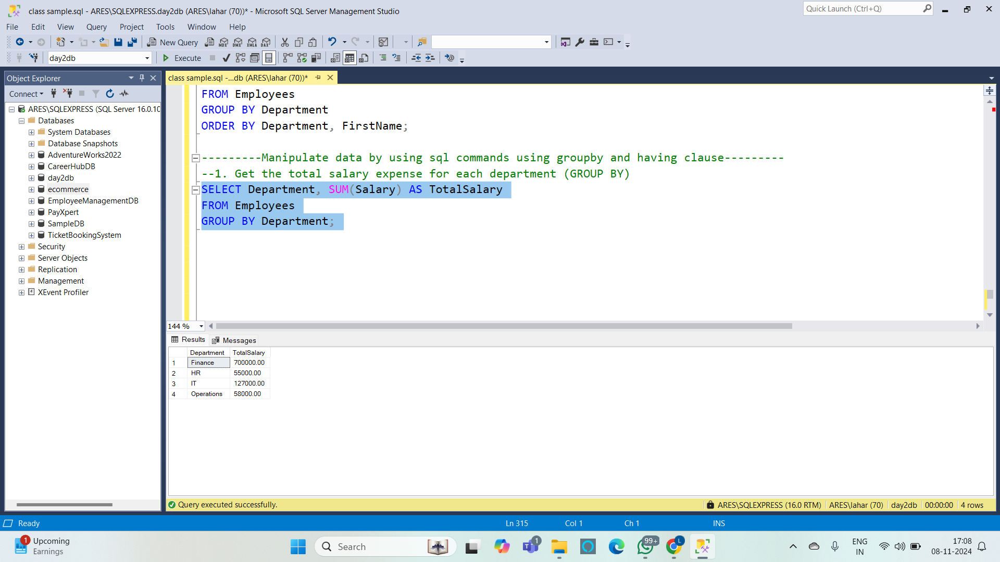 class sample.sql - ARES\SQLEXPRESS.day2db (ARES\lahar (70))* - Microsoft SQL Server Management Studio
Quick Launch (Ctrl+Q)
File Edit View Query Project Tools Window Help
New Query
MDX DMX XMLA DAX
day2db
Execute
Object Explorer
class sample.sql -...db (ARES\lahar (70))*
Connect
ARES\SQLEXPRESS (SQL Server 16.0.10
Databases
System Databases
Database Snapshots
AdventureWorks2022
CareerHubDB
day2db
ecommerce
EmployeeManagementDB
PayXpert
SampleDB
TicketBookingSystem
Security
Server Objects
Replication
Management
XEvent Profiler
FROM Employees
GROUP BY Department
ORDER BY Department, FirstName;
---------Manipulate data by using sql commands using groupby and having clause---------
--1. Get the total salary expense for each department (GROUP BY)
SELECT Department, SUM(Salary) AS TotalSalary
FROM Employees
GROUP BY Department;
144 %
Results Messages
Department TotalSalary
1 Finance 700000.00
2 HR 55000.00
3 IT 127000.00
4 Operations 58000.00
Query executed successfully.
ARES\SQLEXPRESS (16.0 RTM) ARES\lahar (70) day2db 00:00:00 4 rows
Ready
Ln 315 Col 1 Ch 1 INS
1
Upcoming
Earnings
Search
1
99+
L
ENG
IN
17:08
08-11-2024